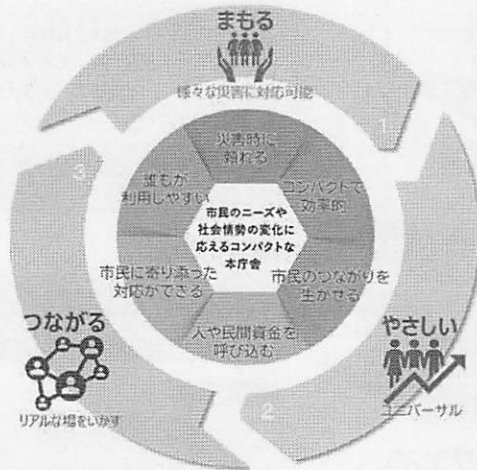 まもる
様々な災害に対応可能
1
災害時に
頼れる
3
誰もが
利用しやすい
コンパクトで
効率的
市民のニーズや
社会情勢の変化に
応えるコンパクトな
本庁舎
市民に寄り添った
対応ができる
市民のつながりを
生かせる
人や民間資金を
呼び込む
つながる
リアルな場をいかす
やさしい
ユニバーサル
2